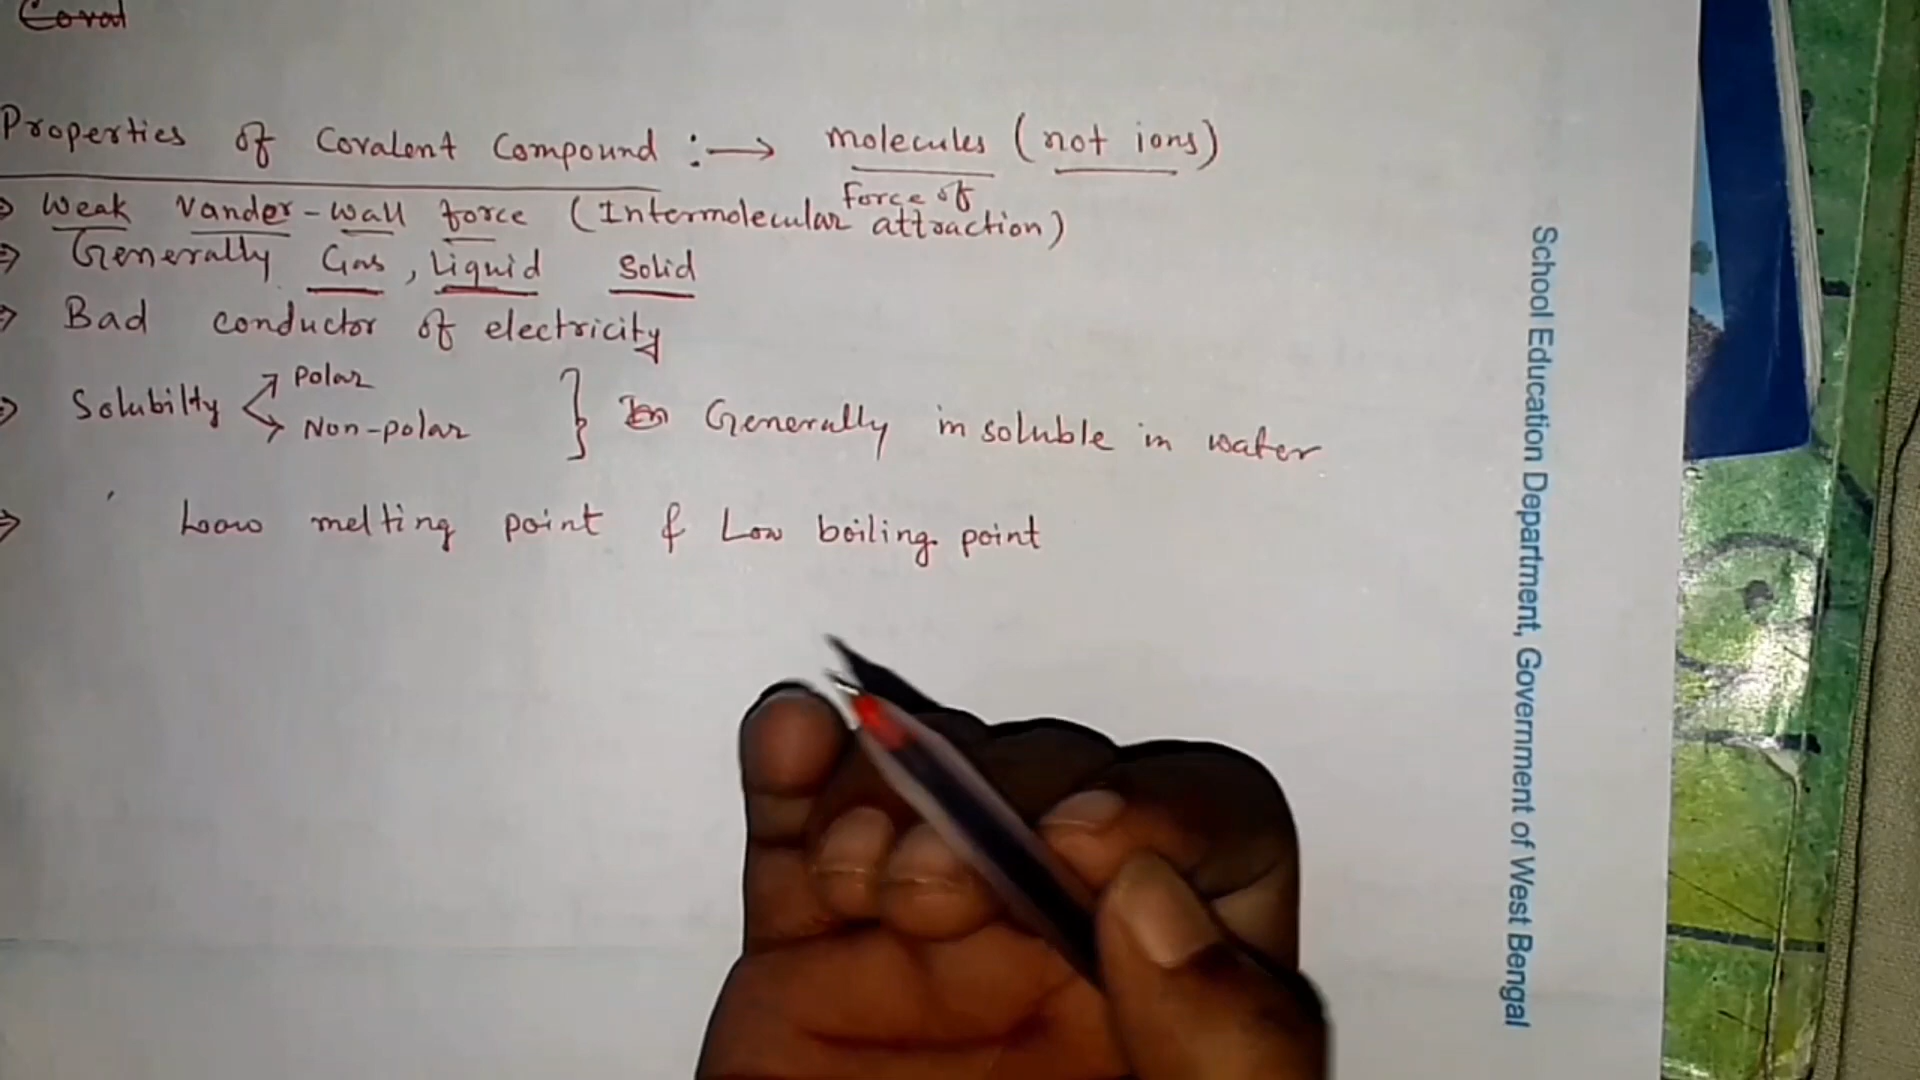 Coval
Properties of Covalent Compound :→ molecules (not ions)
⇒ Weak Vander-Wall force (Intermolecular force of attraction)
⇒ Generally Gas, Liquid Solid
⇒ Bad conductor of electricity
⇒ Solubilty
Polar
Non-polar
} Generally in soluble in water
⇒ Low melting point & Low boiling point
School Education Department, Government of West Bengal